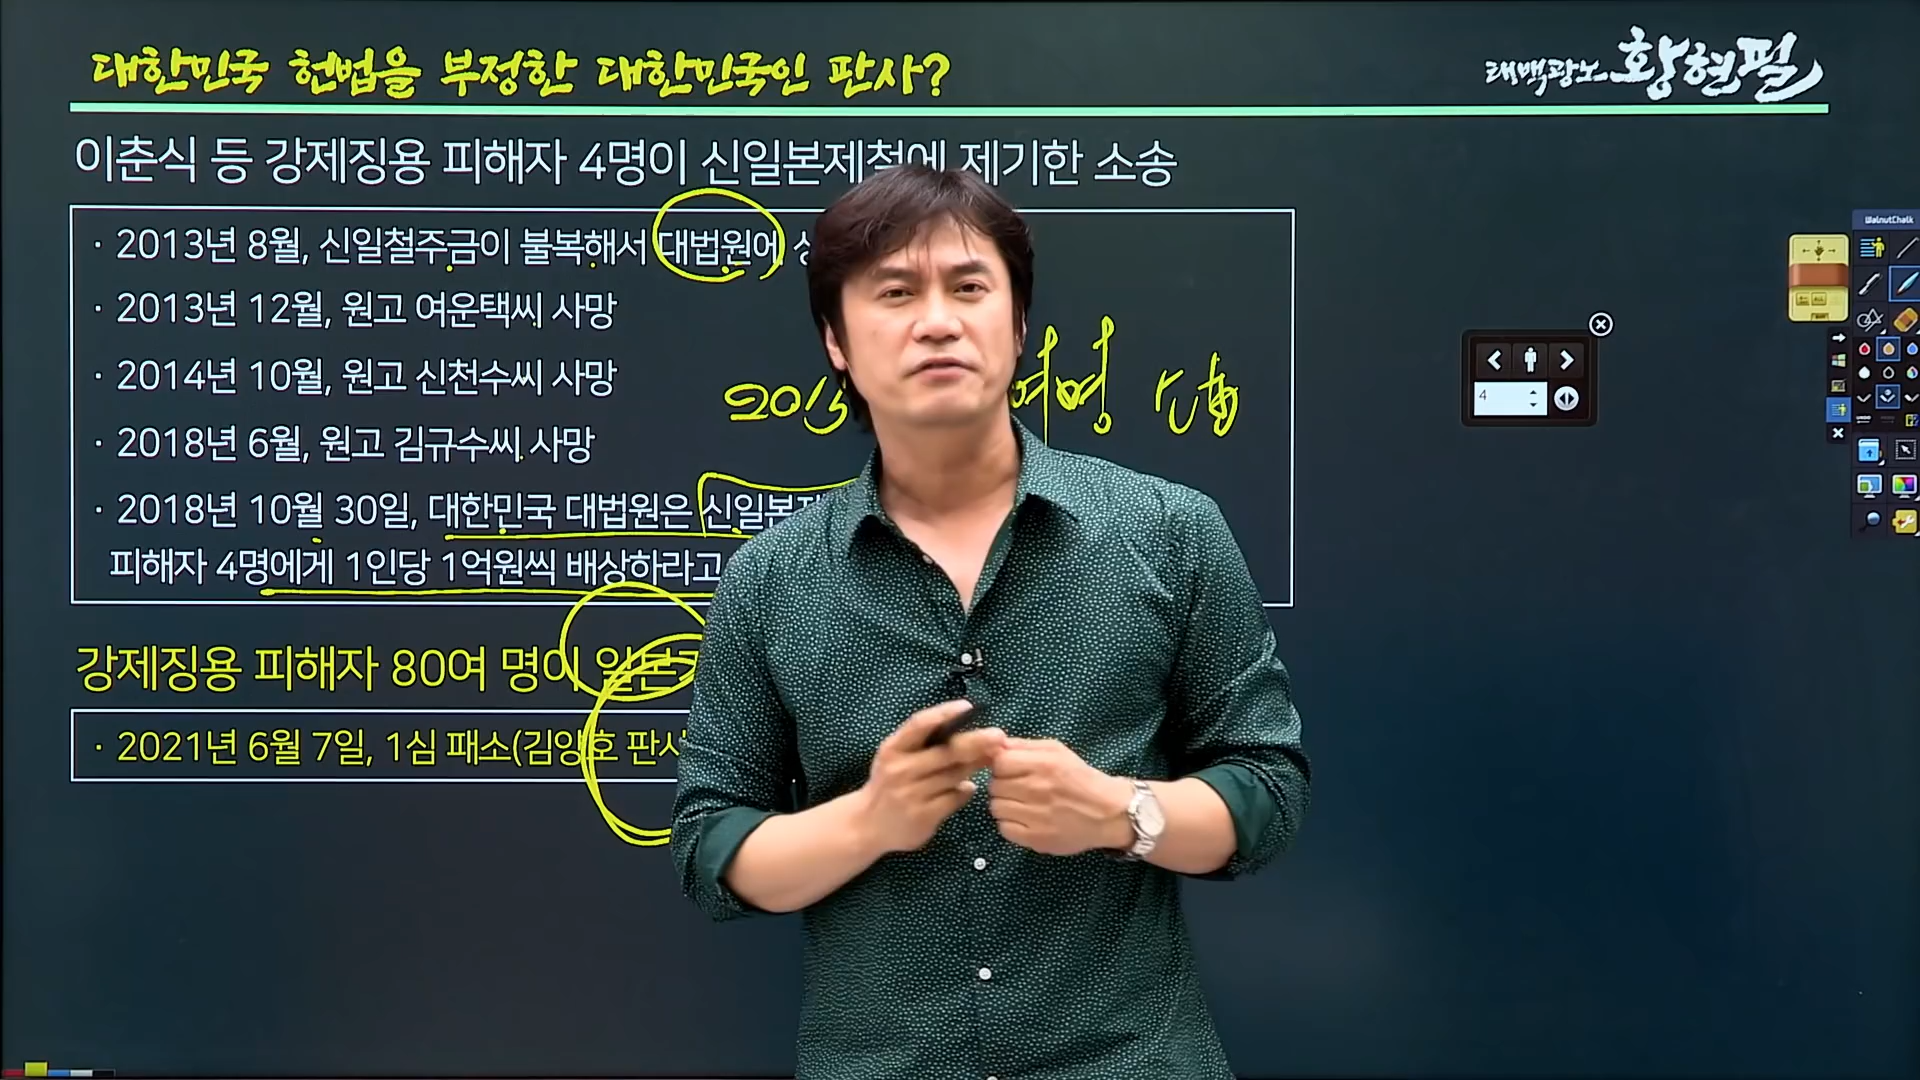 대한민국 헌법을 부정한 대한민국인 판사?
태백광노 황현필
이춘식 등 강제징용 피해자 4명이 신일본제철에 제기한 소송
· 2013년 8월, 신일철주금이 불복해서 대법원에
· 2013년 12월, 원고 여운택씨 사망
· 2014년 10월, 원고 신천수씨 사망
· 2018년 6월, 원고 김규수씨 사망
· 2018년 10월 30일, 대한민국 대법원은 신일본제
피해자 4명에게 1인당 1억원씩 배상하라고
강제징용 피해자 80여 명이 일본
· 2021년 6월 7일, 1심 패소(김양호 판사
WalnutChalk
4